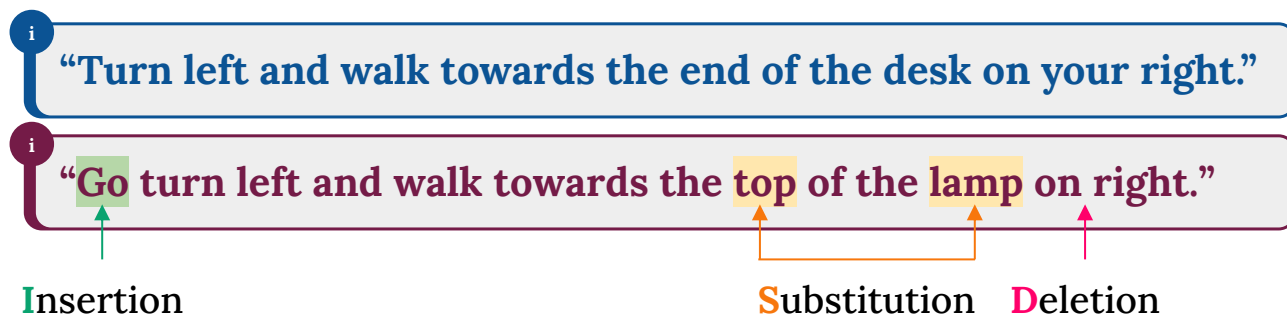 i
“Turn left and walk towards the end of the desk on your right.”
i
“Go turn left and walk towards the top of the lamp on right.”
Insertion Substitution Deletion